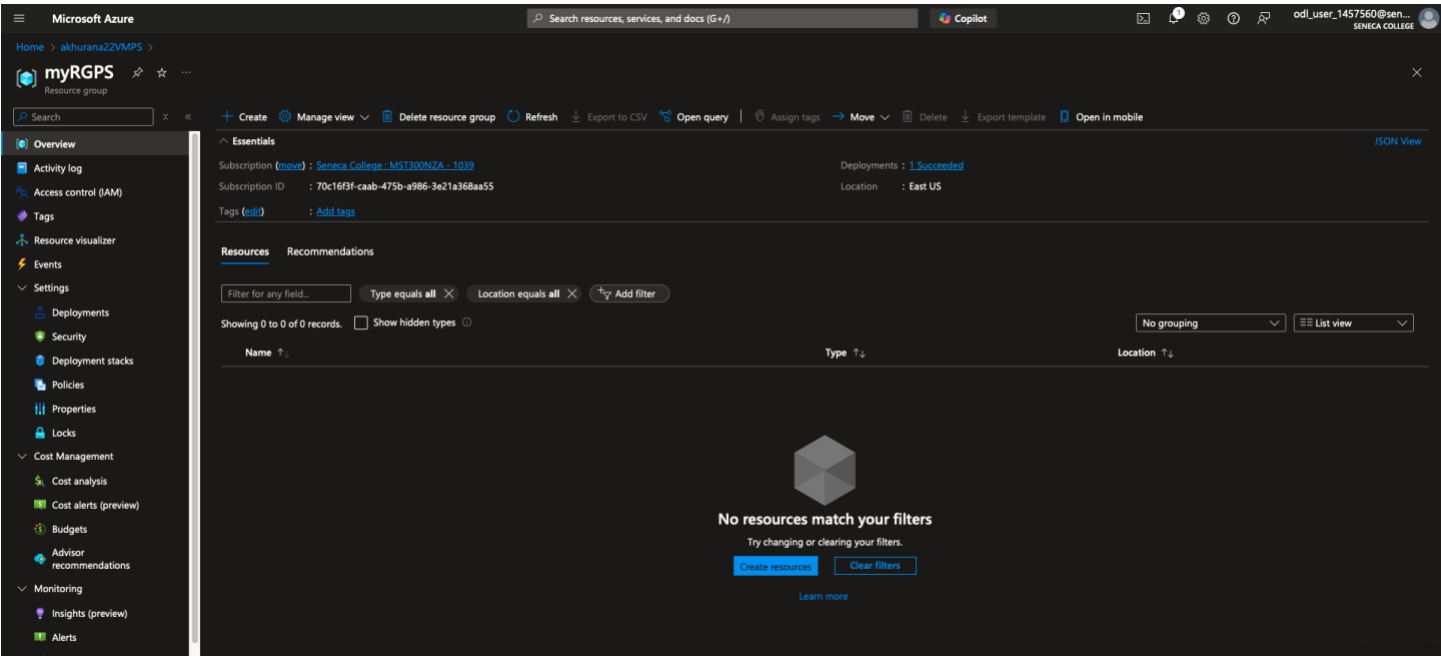 Microsoft Azure
Search resources, services, and docs (G+/)
Copilot
1
odl_user_1457560@sen...
SENECA COLLEGE
Home > akhurana22VMPS >
myRGPS
Resource group
Search
Overview
Activity log
Access control (IAM)
Tags
Resource visualizer
Events
Settings
Deployments
Security
Deployment stacks
Policies
Properties
Locks
Cost Management
Cost analysis
Cost alerts (preview)
Budgets
Advisor
recommendations
Monitoring
Insights (preview)
Alerts
Create Manage view Delete resource group Refresh Export to CSV Open query Assign tags Move Delete Export template Open in mobile
Essentials
JSON View
Subscription (move) : Seneca College : MST300NZA - 1039
Deployments : 1 Succeeded
Subscription ID : 70c16f3f-caab-475b-a986-3e21a368aa55
Location : East US
Tags (edit) : Add tags
Resources Recommendations
Filter for any field... Type equals all Location equals all Add filter
Showing 0 to 0 of 0 records. Show hidden types
No grouping List view
Name Type Location
No resources match your filters
Try changing or clearing your filters.
Create resources Clear filters
Learn more